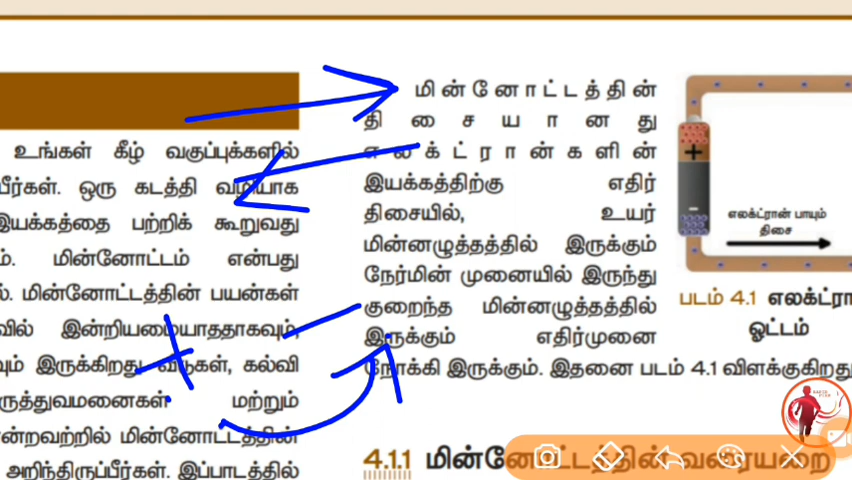 உங்கள் கீழ் வகுப்புக்களில்
பீர்கள். ஒரு கடத்தி வழியாக
இயக்கத்தை பற்றிக் கூறுவது
ம். மின்னோட்டம் என்பது
ல். மின்னோட்டத்தின் பயன்கள்
வில் இன்றியமையாததாகவும்,
வும் இருக்கிறது. வீடுகள், கல்வி
ருத்துவமனைகள் மற்றும்
ன்றவற்றில் மின்னோட்டத்தின்
அறிந்திருப்பீர்கள். இப்பாடத்தில்
மின்னோட்டத்தின்
திசையானது
எலக்ட்ரான்களின்
இயக்கத்திற்கு எதிர்
திசையில், உயர்
மின்னழுத்தத்தில் இருக்கும்
நேர்மின் முனையில் இருந்து
குறைந்த மின்னழுத்தத்தில்
இருக்கும் எதிர்முனை
நோக்கி இருக்கும். இதனை படம் 4.1 விளக்குகிறது
4.1.1 மின்னோட்டத்தின் வரையறை
+
-
எலக்ட்ரான் பாயும்
திசை
படம் 4.1 எலக்ட்ரா
ஓட்டம்